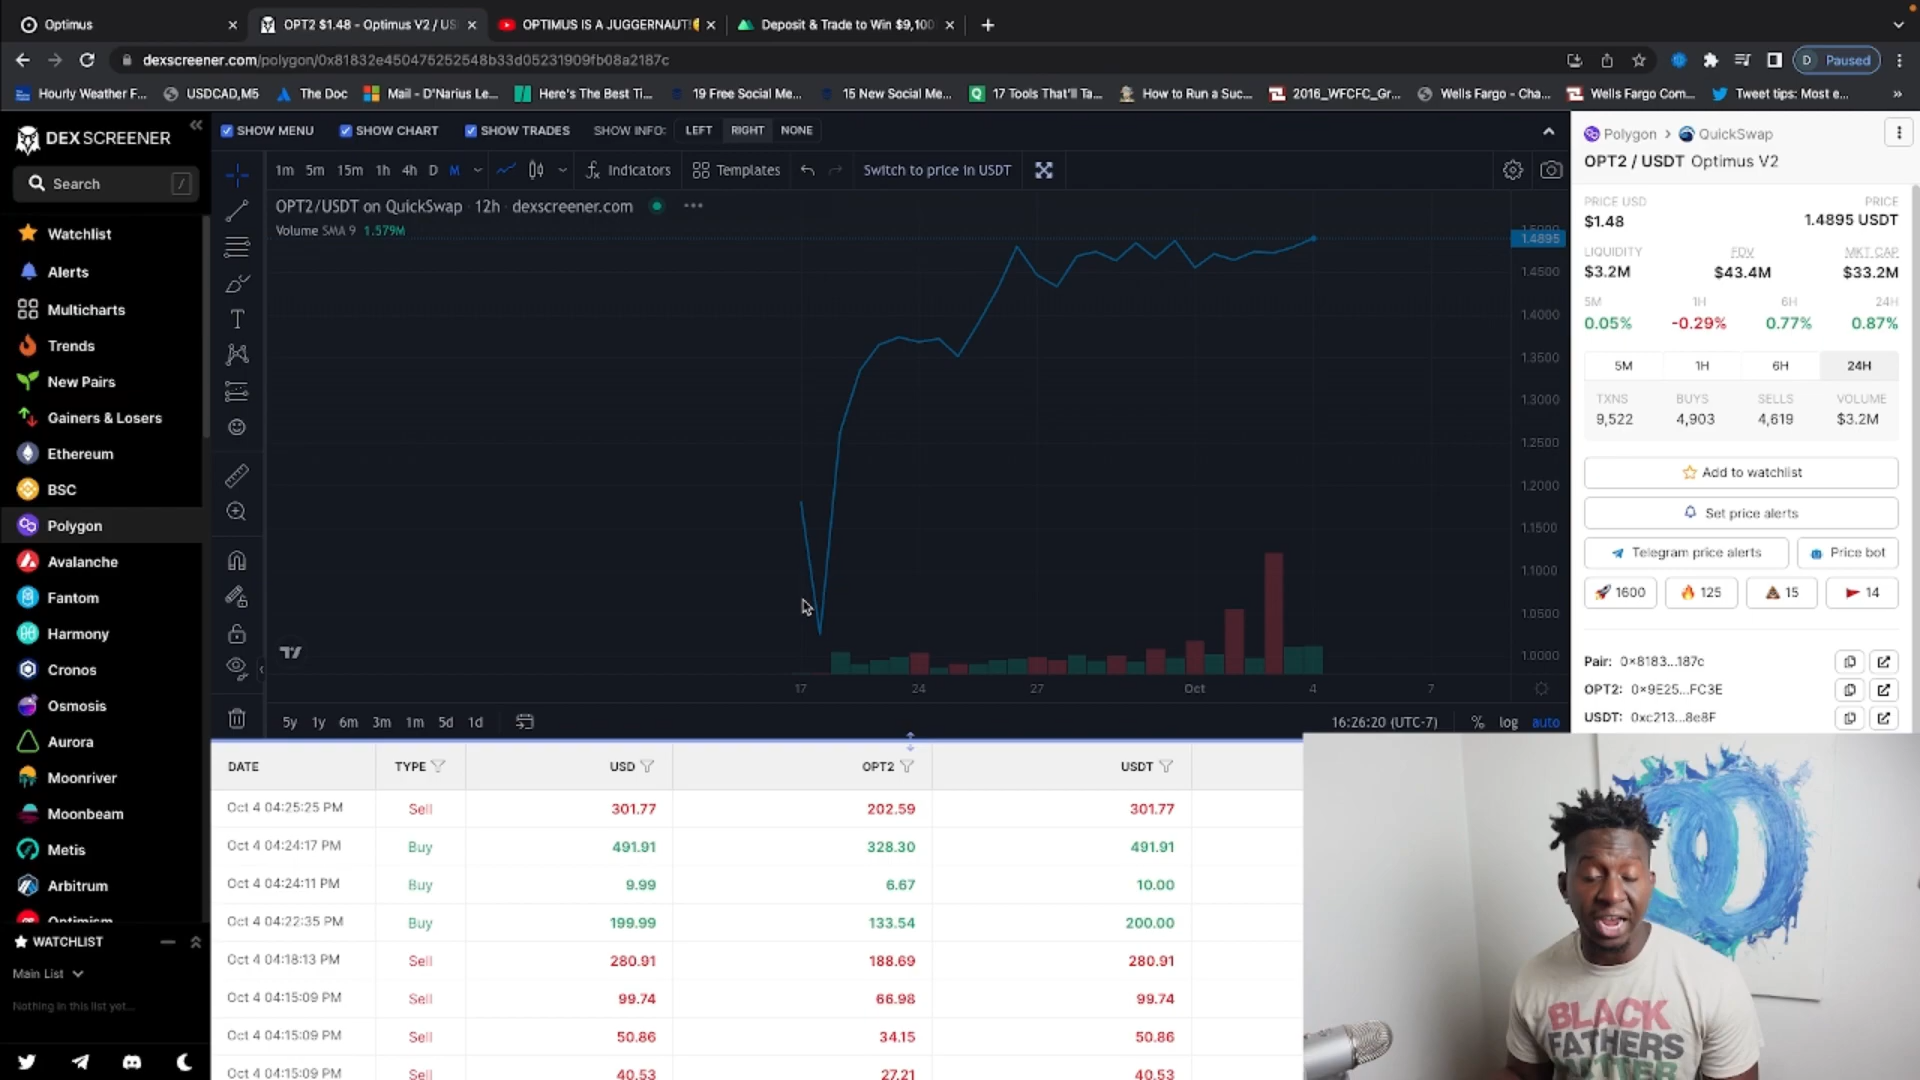 Optimus
OPT2 $1.48 - Optimus V2 / US
OPTIMUS IS A JUGGERNAUT!
Deposit & Trade to Win $9,100
dexscreener.com/polygon/0x81832e450475252548b33d05231909fb08a2187c
D Paused
Hourly Weather F...
USDCAD,M5
The Doc
Mail - D'Narius Le...
Here's The Best Ti...
19 Free Social Me...
15 New Social Me...
17 Tools That'll Ta...
How to Run a Suc...
2016_WFCFC_Gr...
Wells Fargo - Cha...
Wells Fargo Com...
Tweet tips: Most e...
»
DEX SCREENER
Search /
Watchlist
Alerts
Multicharts
Trends
New Pairs
Gainers & Losers
Ethereum
BSC
Polygon
Avalanche
Fantom
Harmony
Cronos
Osmosis
Aurora
Moonriver
Moonbeam
Metis
Arbitrum
Optimism
WATCHLIST
Main List
Nothing in this list yet...
SHOW MENU SHOW CHART SHOW TRADES SHOW INFO: LEFT RIGHT NONE
1m 5m 15m 1h 4h D M Indicators Templates Switch to price in USDT
OPT2/USDT on QuickSwap · 12h · dexscreener.com
Volume SMA 9 1.579M
1.5000
1.4895
1.4500
1.4000
1.3500
1.3000
1.2500
1.2000
1.1500
1.1000
1.0500
1.0000
17 24 27 Oct 4 7
5y 1y 6m 3m 1m 5d 1d 16:26:20 (UTC-7) % log auto
DATE TYPE USD OPT2 USDT
Oct 4 04:25:25 PM Sell 301.77 202.59 301.77
Oct 4 04:24:17 PM Buy 491.91 328.30 491.91
Oct 4 04:24:11 PM Buy 9.99 6.67 10.00
Oct 4 04:22:35 PM Buy 199.99 133.54 200.00
Oct 4 04:18:13 PM Sell 280.91 188.69 280.91
Oct 4 04:15:09 PM Sell 99.74 66.98 99.74
Oct 4 04:15:09 PM Sell 50.86 34.15 50.86
Oct 4 04:15:09 PM Sell 40.53 27.21 40.53
Polygon > QuickSwap
OPT2 / USDT Optimus V2
PRICE USD PRICE
$1.48 1.4895 USDT
LIQUIDITY FDV MKT CAP
$3.2M $43.4M $33.2M
5M 1H 6H 24H
0.05% -0.29% 0.77% 0.87%
5M 1H 6H 24H
TXNS BUYS SELLS VOLUME
9,522 4,903 4,619 $3.2M
Add to watchlist
Set price alerts
Telegram price alerts Price bot
1600 125 15 14
Pair: 0x8183...187c
OPT2: 0x9E25...FC3E
USDT: 0xc213...8e8F
BLACK
FATHERS
MATTER